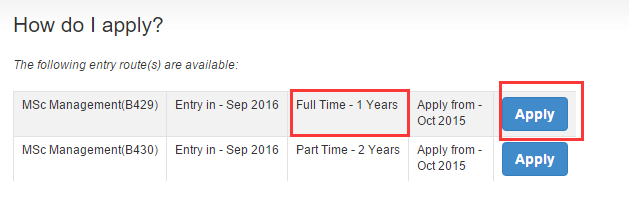 How do I apply?
The following entry route(s) are available:
MSc Management(B429) Entry in - Sep 2016 Full Time - 1 Years Apply from - Oct 2015 Apply
MSc Management(B430) Entry in - Sep 2016 Part Time - 2 Years Apply from - Oct 2015 Apply